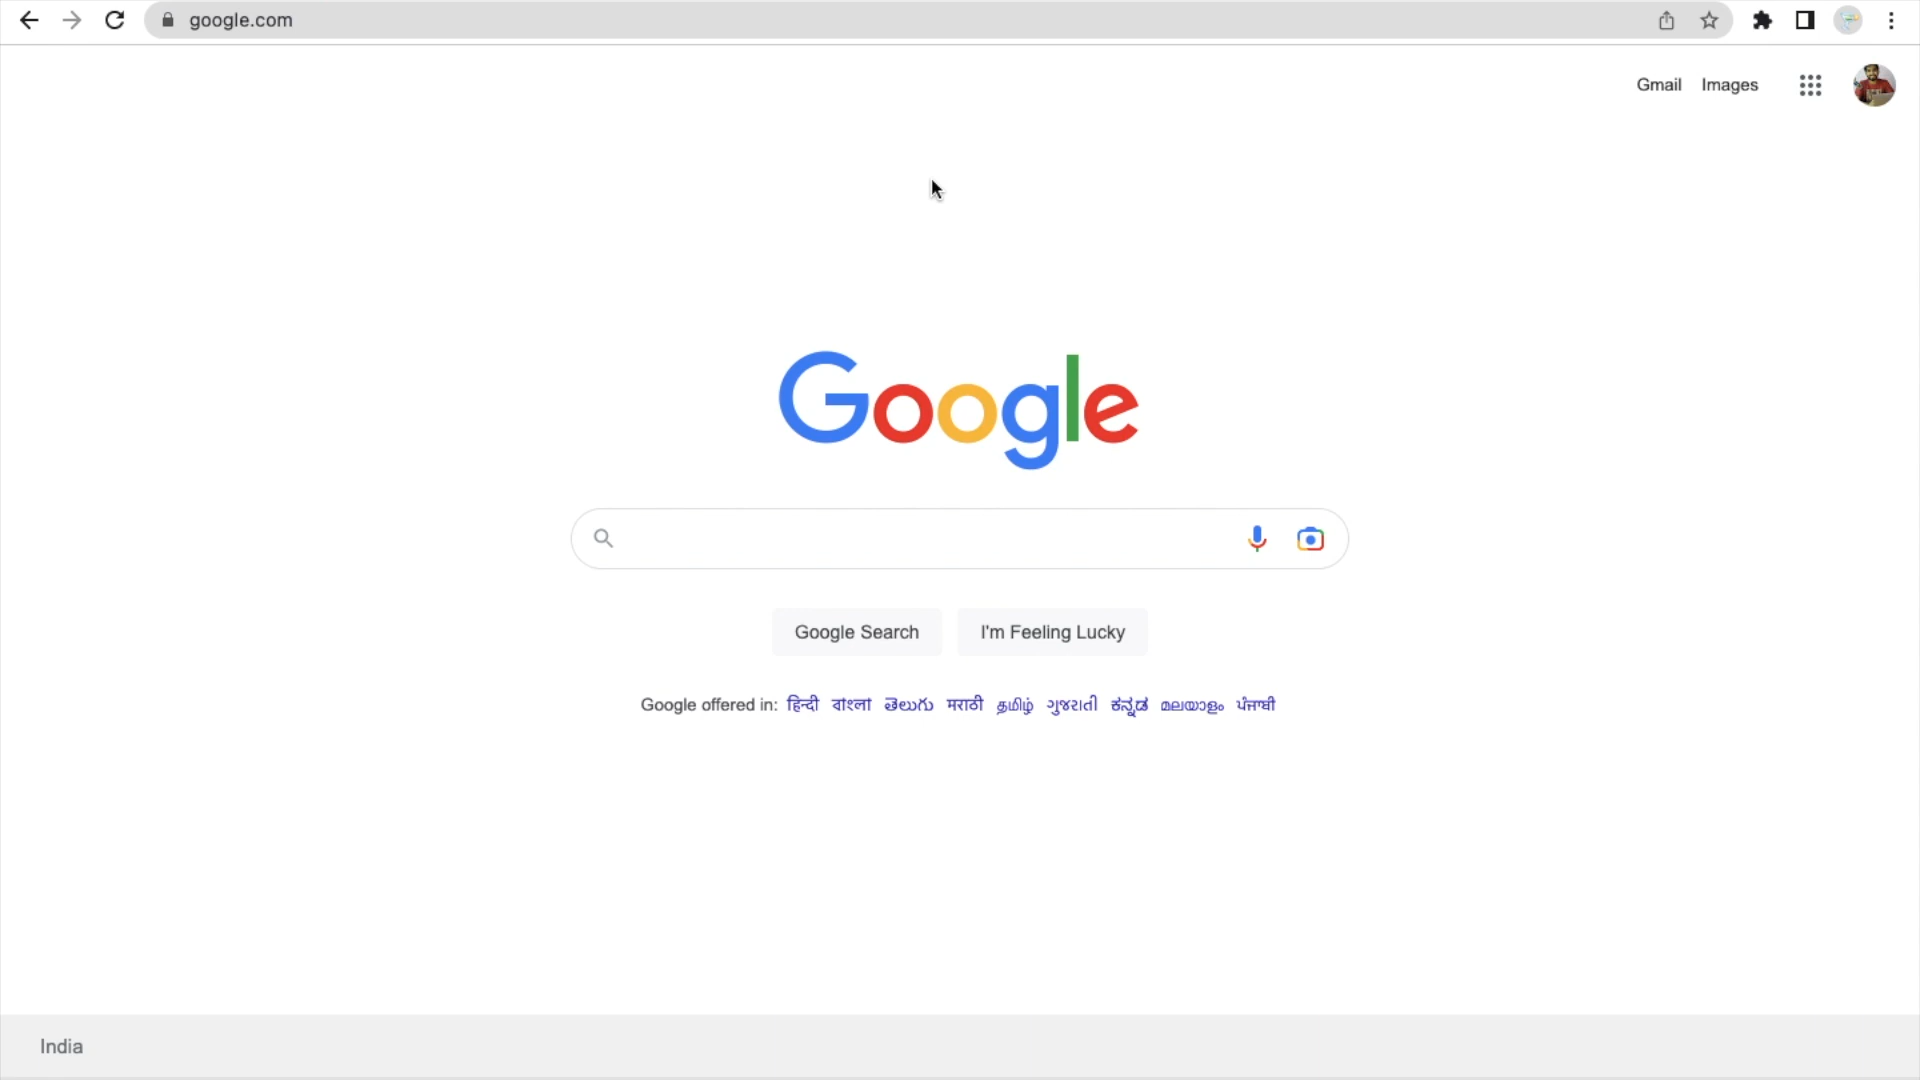 google.com
Gmail Images
Google
Google Search I'm Feeling Lucky
Google offered in: हिन्दी বাংলা తెలుగు मराठी தமிழ் ગુજરાતી ಕನ್ನಡ മലയാളം ਪੰਜਾਬੀ
India